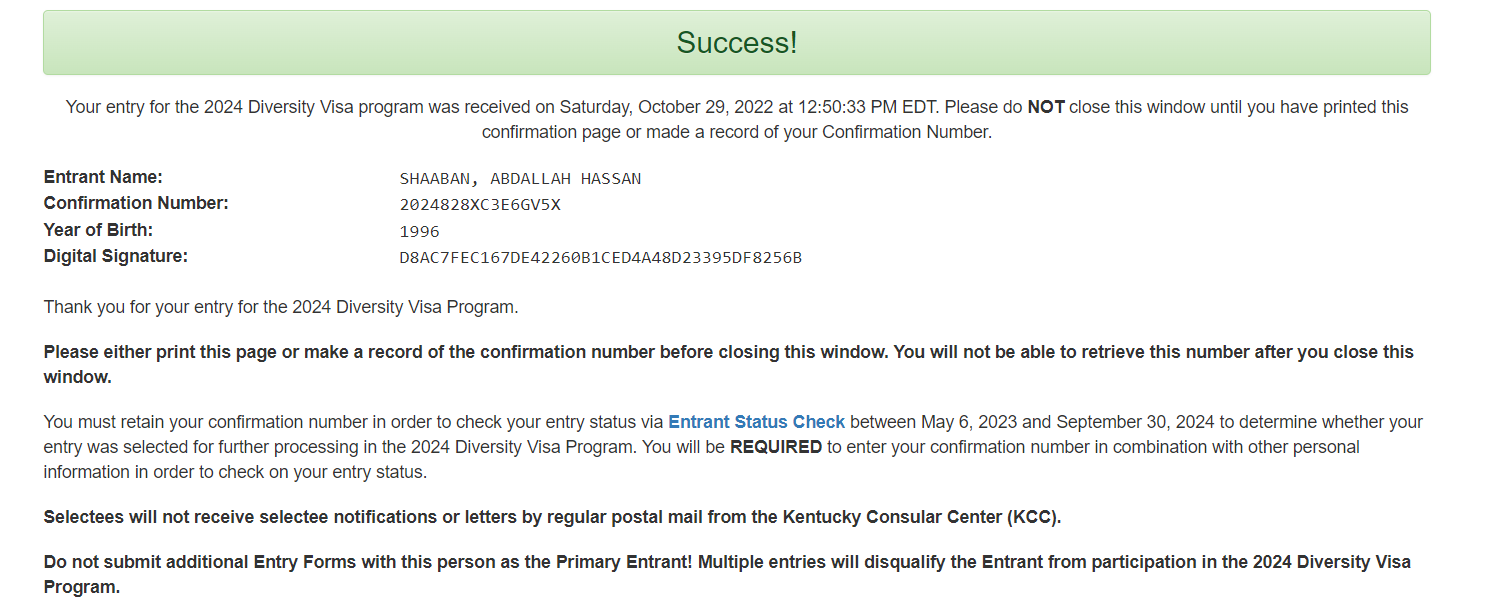 Success!
Your entry for the 2024 Diversity Visa program was received on Saturday, October 29, 2022 at 12:50:33 PM EDT. Please do NOT close this window until you have printed this
confirmation page or made a record of your Confirmation Number.
Entrant Name: SHAABAN, ABDALLAH HASSAN
Confirmation Number: 2024828XC3E6GV5X
Year of Birth: 1996
Digital Signature: D8AC7FEC167DE42260B1CED4A48D23395DF8256B
Thank you for your entry for the 2024 Diversity Visa Program.
Please either print this page or make a record of the confirmation number before closing this window. You will not be able to retrieve this number after you close this
window.
You must retain your confirmation number in order to check your entry status via Entrant Status Check between May 6, 2023 and September 30, 2024 to determine whether your
entry was selected for further processing in the 2024 Diversity Visa Program. You will be REQUIRED to enter your confirmation number in combination with other personal
information in order to check on your entry status.
Selectees will not receive selectee notifications or letters by regular postal mail from the Kentucky Consular Center (KCC).
Do not submit additional Entry Forms with this person as the Primary Entrant! Multiple entries will disqualify the Entrant from participation in the 2024 Diversity Visa
Program.